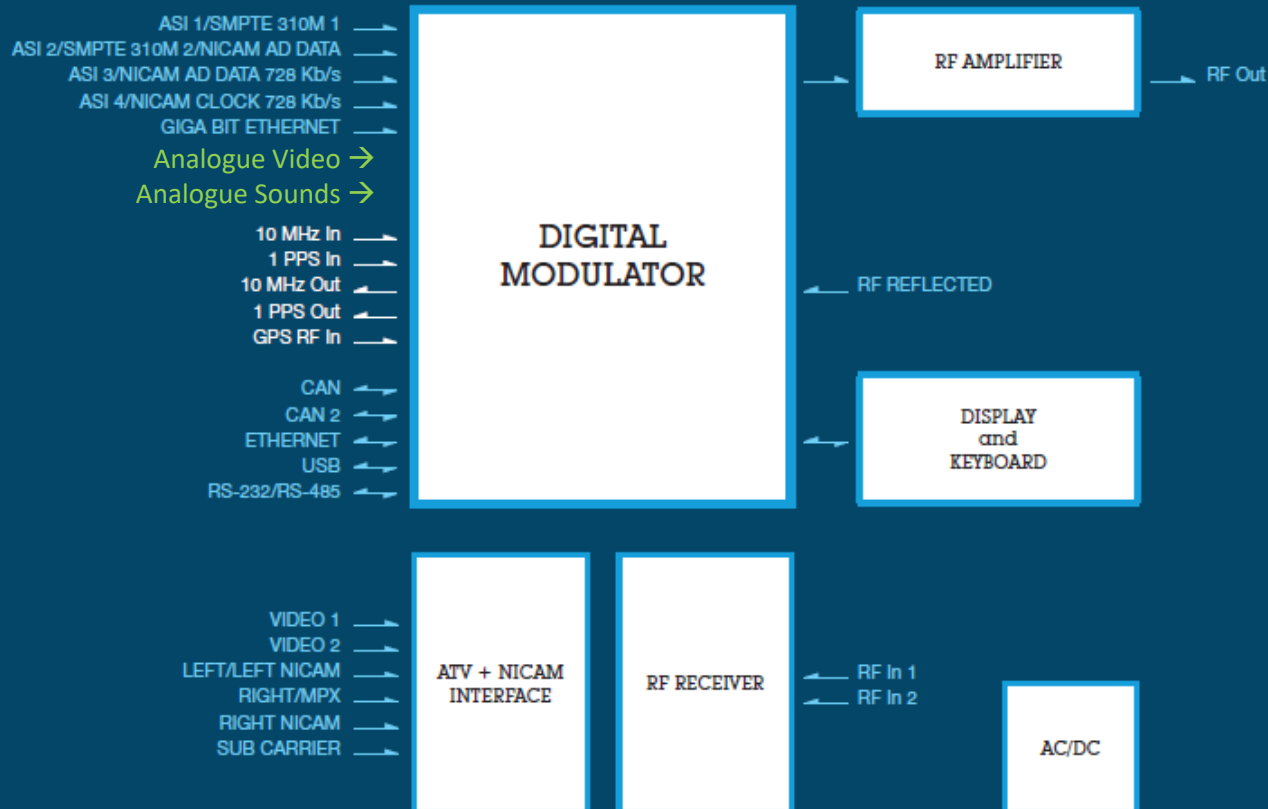 ASI 1/SMPTE 310M 1
ASI 2/SMPTE 310M 2/NICAM AD DATA
ASI 3/NICAM AD DATA 728 Kb/s
ASI 4/NICAM CLOCK 728 Kb/s
GIGA BIT ETHERNET
Analogue Video →
Analogue Sounds →
10 MHz In
1 PPS In
10 MHz Out
1 PPS Out
GPS RF In
CAN
CAN 2
ETHERNET
USB
RS-232/RS-485
DIGITAL
MODULATOR
RF AMPLIFIER
RF Out
RF REFLECTED
DISPLAY
and
KEYBOARD
VIDEO 1
VIDEO 2
LEFT/LEFT NICAM
RIGHT/MPX
RIGHT NICAM
SUB CARRIER
ATV + NICAM
INTERFACE
RF RECEIVER
RF In 1
RF In 2
AC/DC